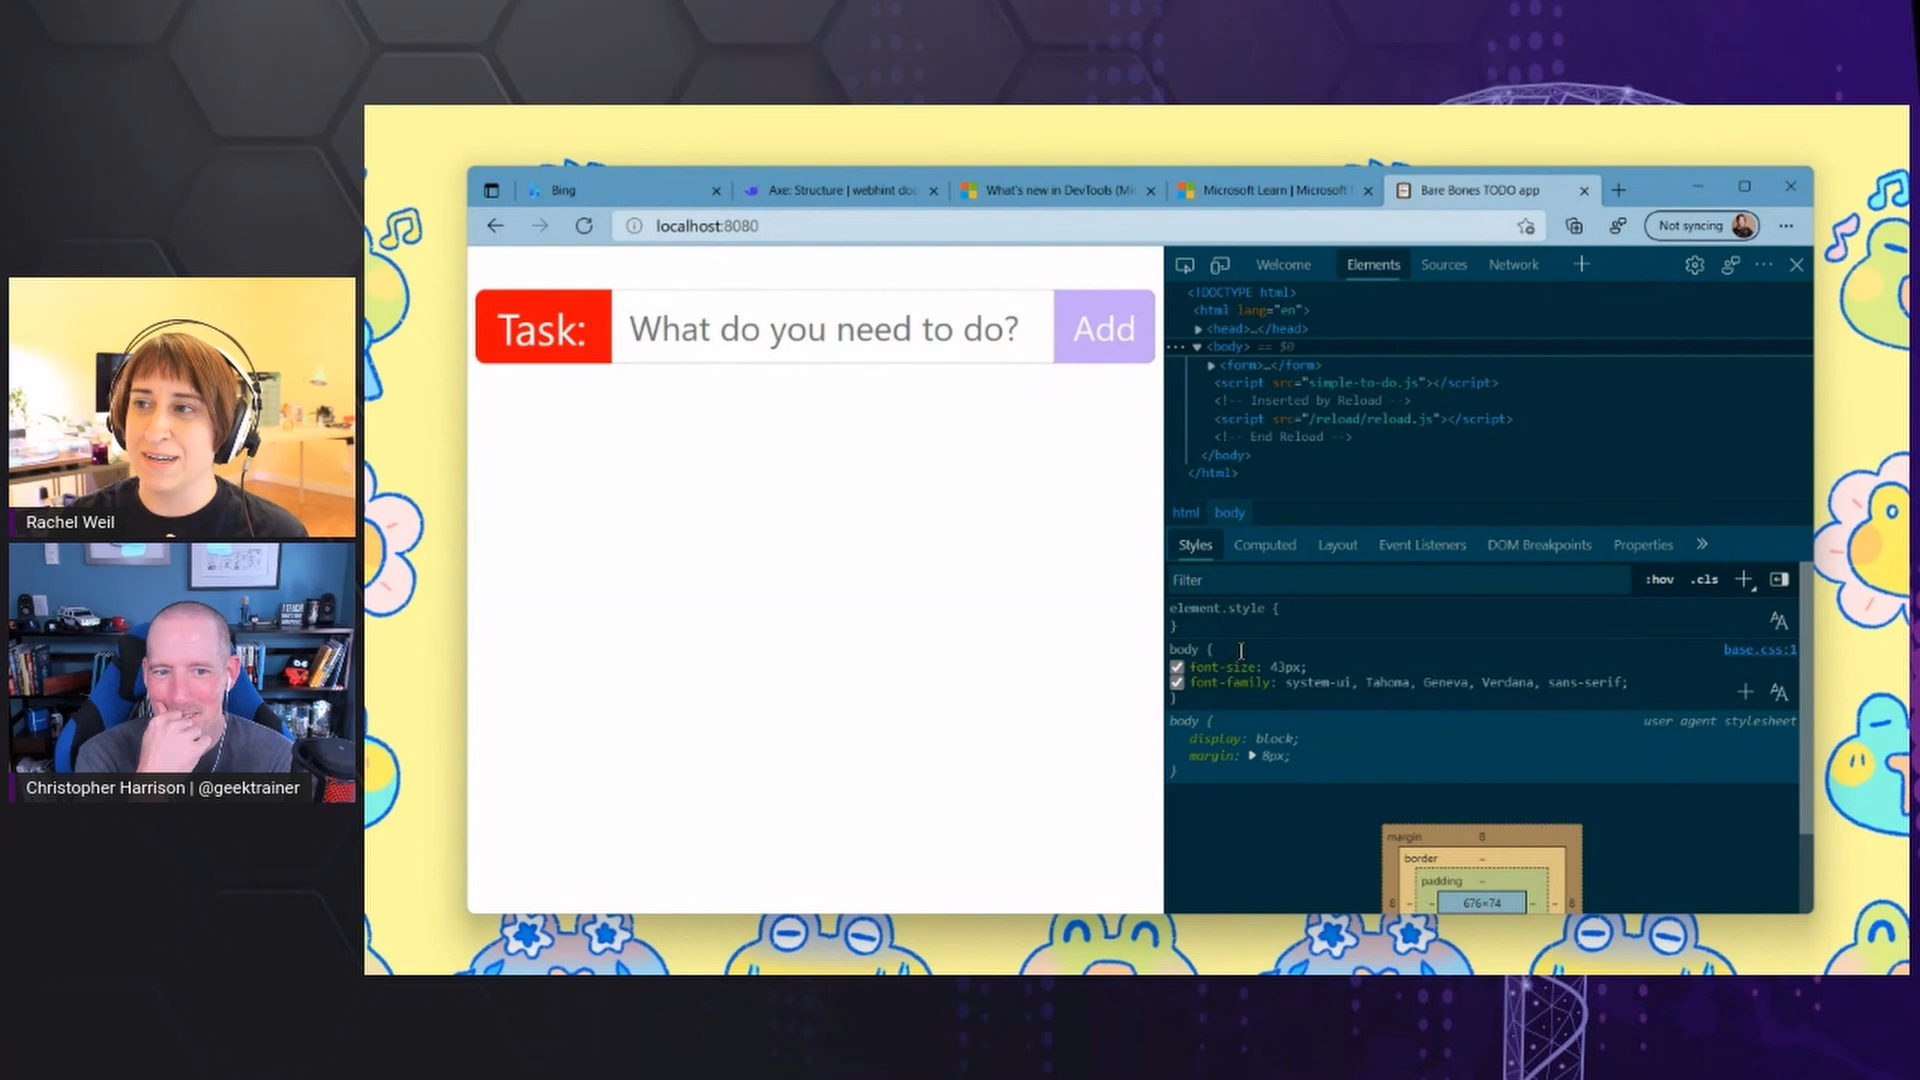 Bing
Axe: Structure | webhint doc
What's new in DevTools (Mi
Microsoft Learn | Microsoft
Bare Bones TODO app
localhost:8080
Not syncing
Task:
What do you need to do?
Add
Welcome
Elements
Sources
Network
<!DOCTYPE html>
<html lang="en">
<head>…</head>
<body> == $0
<form>…</form>
<script src="simple-to-do.js"></script>
<!-- Inserted by Reload -->
<script src="/reload/reload.js"></script>
<!-- End Reload -->
</body>
</html>
html body
Styles
Computed
Layout
Event Listeners
DOM Breakpoints
Properties
Filter
:hov
.cls
element.style {
}
body {
base.css:1
font-size: 43px;
font-family: system-ui, Tahoma, Geneva, Verdana, sans-serif;
}
body {
user agent stylesheet
display: block;
margin: 8px;
}
margin 8
border -
padding -
8 - - 676×74 - - 8
Rachel Weil
Christopher Harrison | @geektrainer